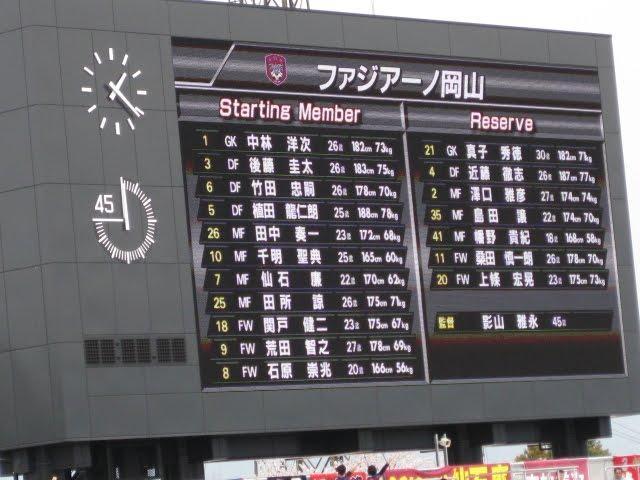 ファジアーノ岡山
Starting Member
1 GK 中林 洋次 26歳 182cm 73kg
3 DF 後藤 圭太 26歳 183cm 75kg
6 DF 竹田 忠嗣 26歳 178cm 70kg
5 DF 植田 龍仁朗 25歳 188cm 78kg
26 MF 田中 奏一 23歳 172cm 68kg
10 MF 千明 聖典 25歳 165cm 60kg
7 MF 仙石 廉 22歳 170cm 62kg
25 MF 田所 諒 26歳 175cm 71kg
18 FW 関戸 健二 23歳 175cm 67kg
9 FW 荒田 智之 27歳 178cm 69kg
8 FW 石原 崇兆 20歳 166cm 56kg
Reserve
21 GK 真子 秀徳 30歳 182cm 71kg
4 DF 近藤 徹志 26歳 187cm 77kg
2 MF 澤口 雅彦 27歳 174cm 74kg
35 MF 島田 譲 22歳 174cm 70kg
41 MF 幡野 貴紀 18歳 168cm 58kg
11 FW 桑田 慎一朗 26歳 178cm 70kg
20 FW 上條 宏晃 23歳 175cm 73kg
監督 影山 雅永 45歳
45